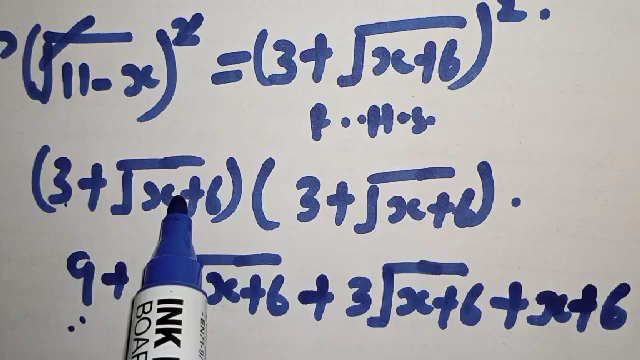 (√11-x)² = (3+√x+6)².
R.H.S.
(3+√x+6)(3+√x+6).
9+ √x+6+3√x+6+x+6
INK
BOAR